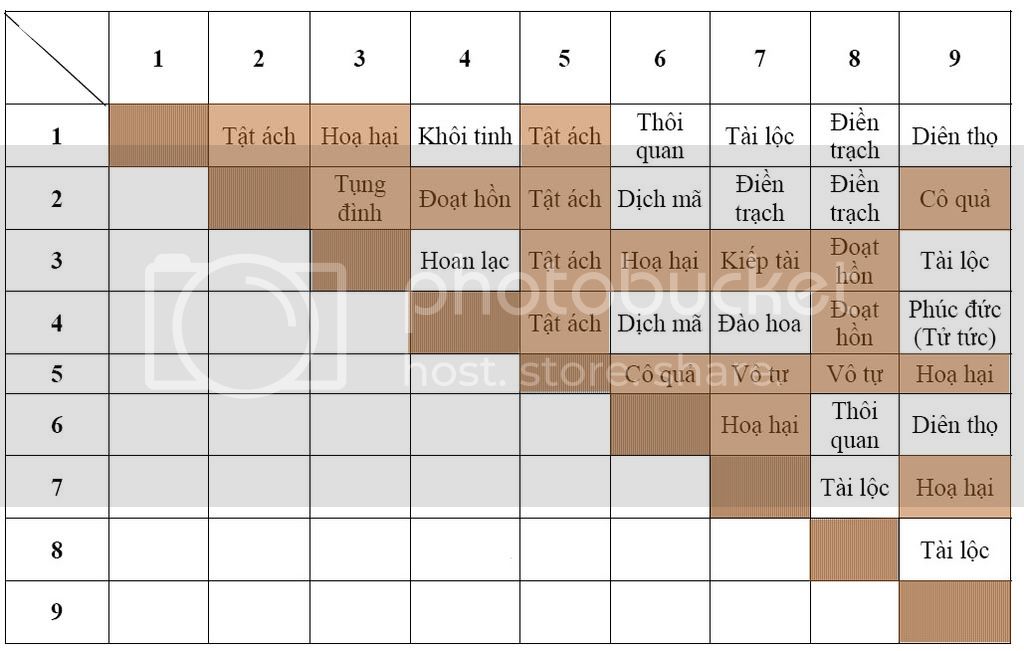 1 2 3 4 5 6 7 8 9
1 Tật ách Hoạ hại Khôi tinh Tật ách Thôi quan Tài lộc Điền trạch Diên thọ
2 Tụng đình Đoạt hồn Tật ách Dịch mã Điền trạch Điền trạch Cô quả
3 Hoan lạc Tật ách Hoạ hại Kiếp tài Đoạt hồn Tài lộc
4 Tật ách Dịch mã Đào hoa Đoạt hồn Phúc đức (Tử tức)
5 Cô quả Vô tự Vô tự Hoạ hại
6 Hoạ hại Thôi quan Diên thọ
7 Tài lộc Hoạ hại
8 Tài lộc
9
photobucket
host. store. share.